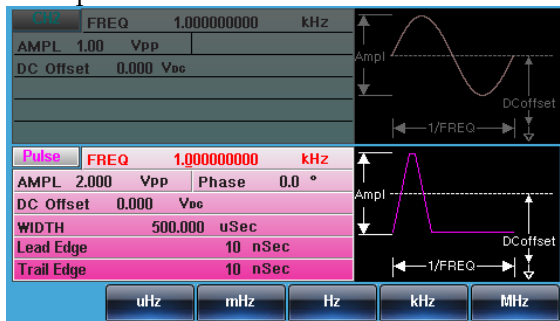 CH2 FREQ 1.000000000 kHz
AMPL 1.00 Vpp
DC Offset 0.000 VDC
Ampl
DCoffset
1/FREQ
Pulse FREQ 1.000000000 kHz
AMPL 2.000 Vpp Phase 0.0 °
DC Offset 0.000 VDC
WIDTH 500.000 uSec
Lead Edge 10 nSec
Trail Edge 10 nSec
Ampl
DCoffset
1/FREQ
uHz mHz Hz kHz MHz